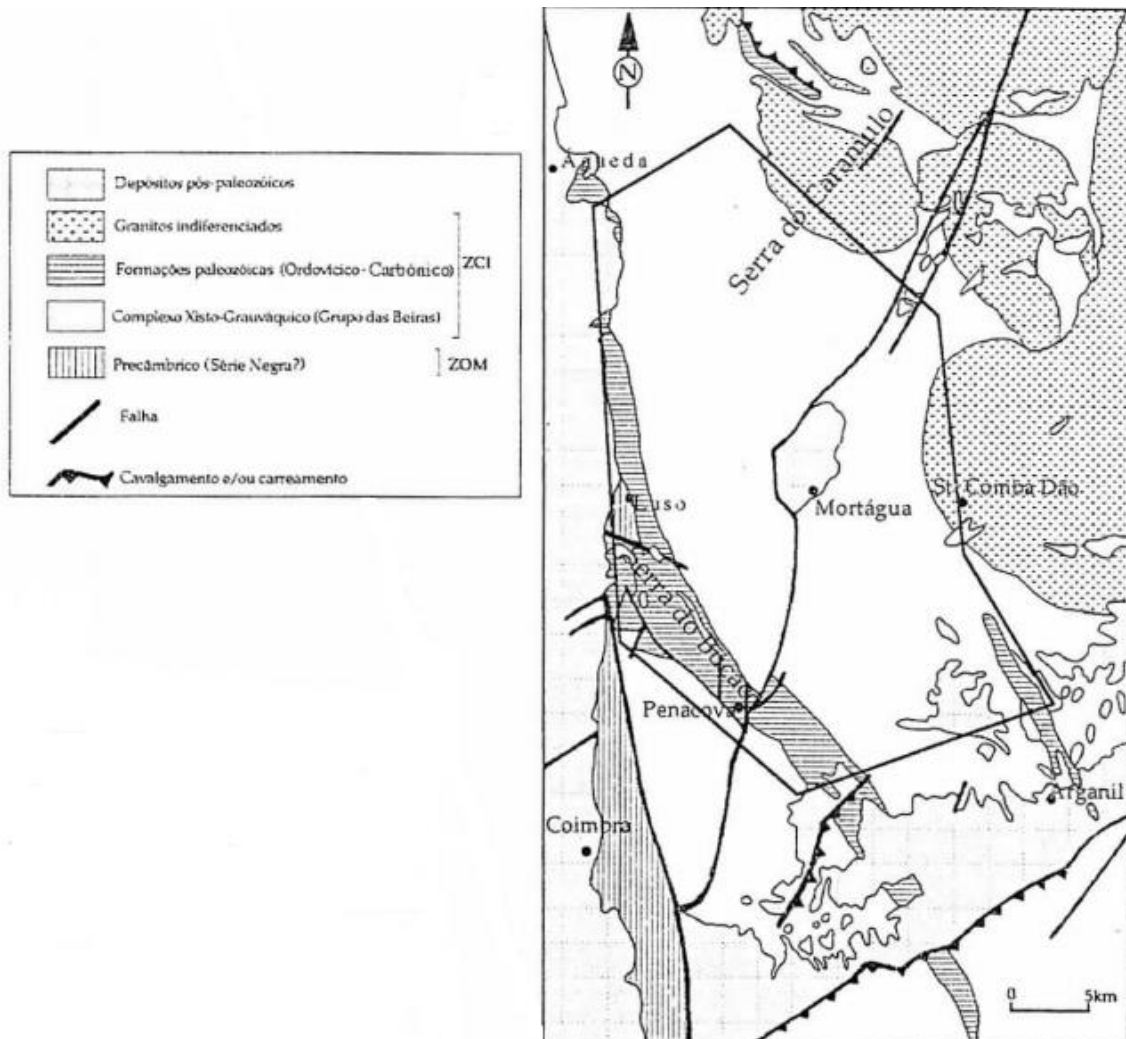 Depósitos pós-paleozóicos
Granitos indiferenciados
Formações paleozóicas (Ordovícico-Carbónico)
ZCI
Complexo Xisto-Grauváquico (Grupo das Beiras)
Precâmbrico (Série Negra?)
ZOM
Falha
Cavalgamento e/ou carreamento
N
Águeda
Serra do Caramulo
Luso
Mortágua
Stª Comba Dão
Serra do Buçaco
Penacova
Arganil
Coimbra
0 5km